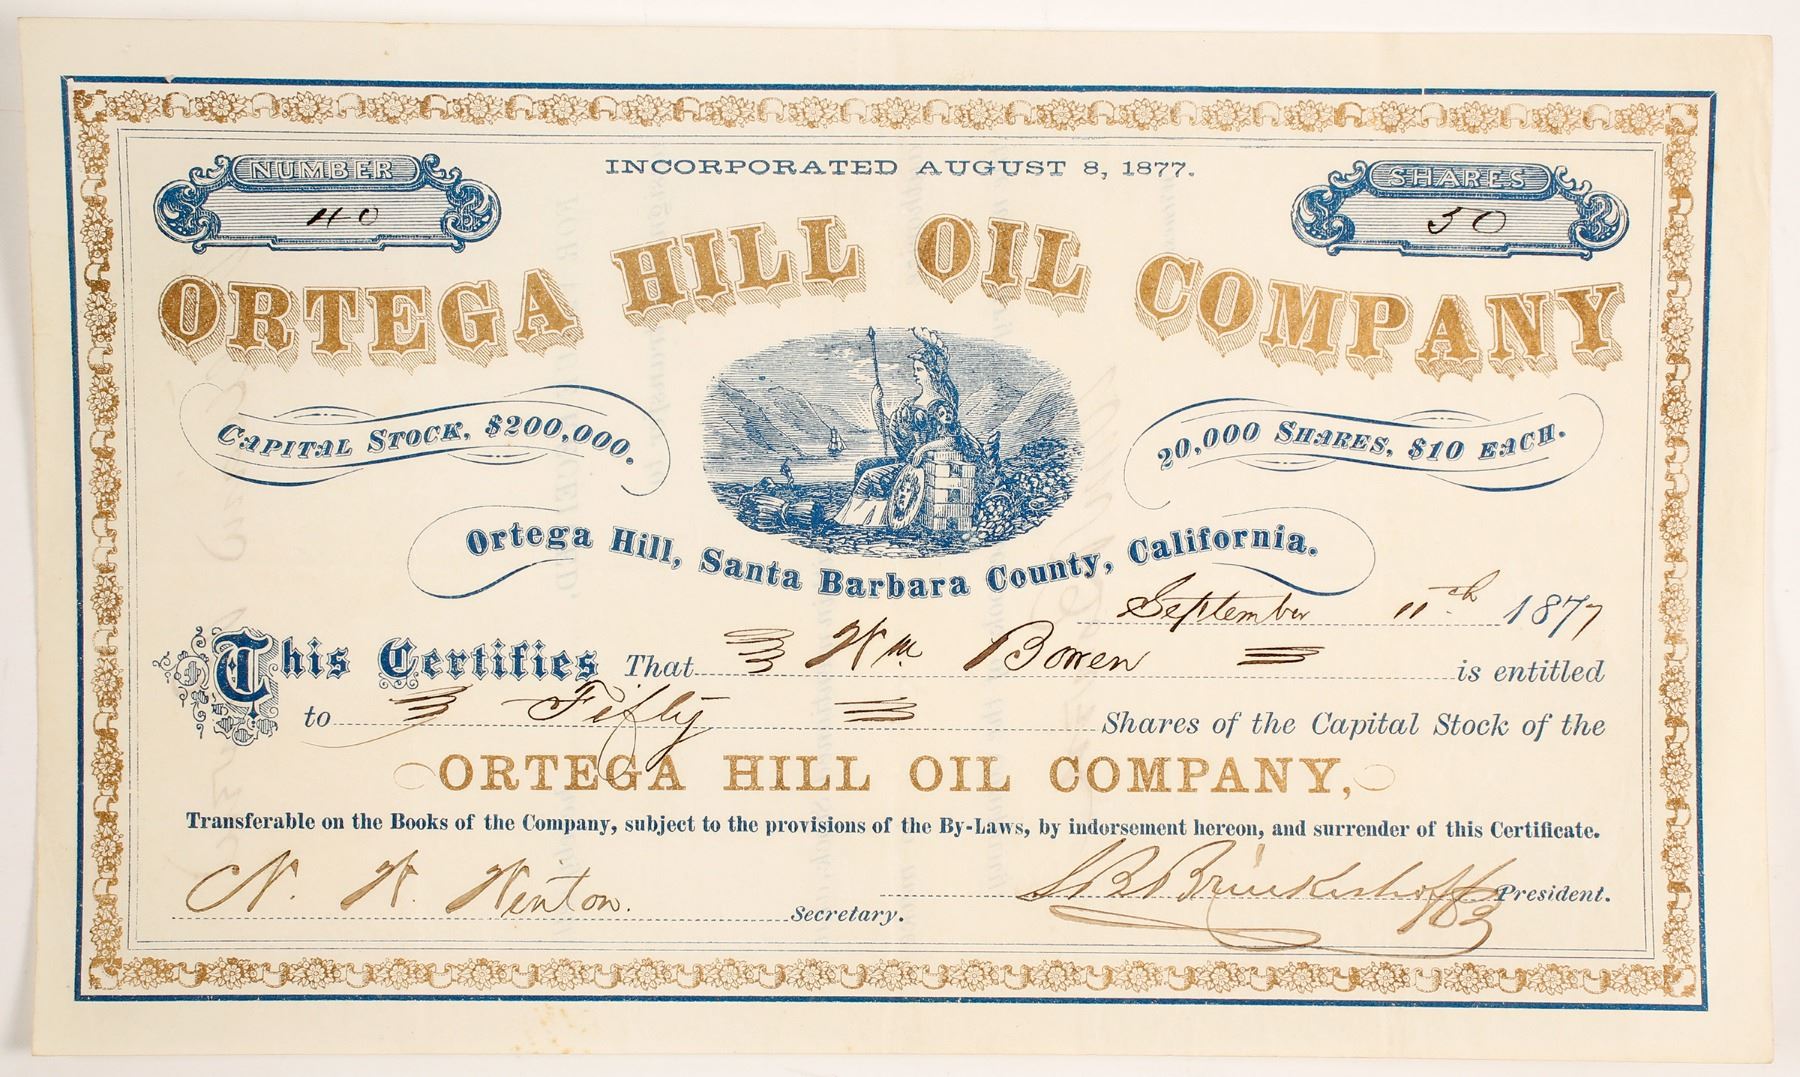 NUMBER
40
INCORPORATED AUGUST 8, 1877.
SHARES
50
ORTEGA HILL OIL COMPANY
CAPITAL STOCK, $200,000.
20,000 SHARES, $10 EACH.
Ortega Hill, Santa Barbara County, California.
September 11th 1877
This Certifies That Wm Bowen is entitled
to Fifty Shares of the Capital Stock of the
ORTEGA HILL OIL COMPANY,
Transferable on the Books of the Company, subject to the provisions of the By-Laws, by indorsement hereon, and surrender of this Certificate.
N. W. Winton. Secretary.
S B Brinkerhoff President.